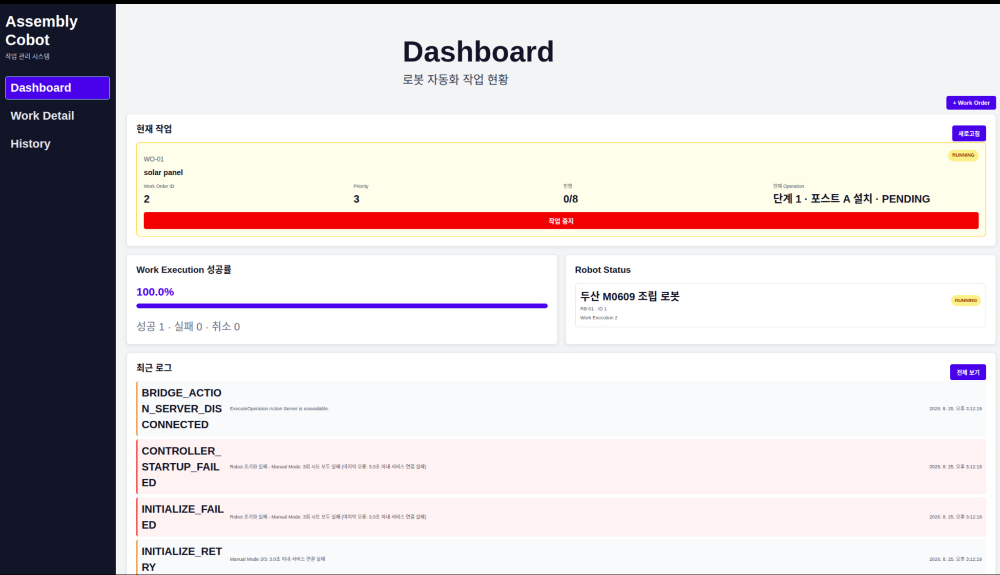 Assembly
Cobot
작업 관리 시스템
Dashboard
Work Detail
History
Dashboard
로봇 자동화 작업 현황
+ Work Order
현재 작업
새로고침
WO-01
RUNNING
solar panel
Work Order ID
Priority
진행
현재 Operation
2
3
0/8
단계 1 · 포스트 A 설치 · PENDING
작업 중지
Work Execution 성공률
100.0%
성공 1 · 실패 0 · 취소 0
Robot Status
두산 M0609 조립 로봇
RB-01 · ID 1
Work Execution 2
RUNNING
최근 로그
전체 보기
BRIDGE_ACTIO
N_SERVER_DIS
CONNECTED
ExecuteOperation Action Server is unavailable.
2026. 8. 25. 오후 3:12:19
CONTROLLER_
STARTUP_FAIL
ED
Robot 초기화 실패 - Manual Mode: 3회 시도 모두 실패 (마지막 오류: 3.0초 이내 서비스 연결 실패)
2026. 8. 25. 오후 3:12:19
INITIALIZE_FAIL
ED
Robot 초기화 실패 - Manual Mode: 3회 시도 모두 실패 (마지막 오류: 3.0초 이내 서비스 연결 실패)
2026. 8. 25. 오후 3:12:19
INITIALIZE_RET
RY
Manual Mode 3/3: 3.0초 이내 서비스 연결 실패
2026. 8. 25. 오후 3:12:19